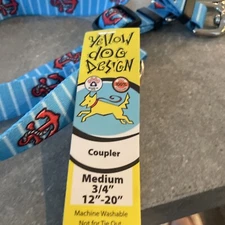 yellow
dog
Design
Coupler
Medium
3/4"
12"-20"
Machine Washable
Not for Tie Out